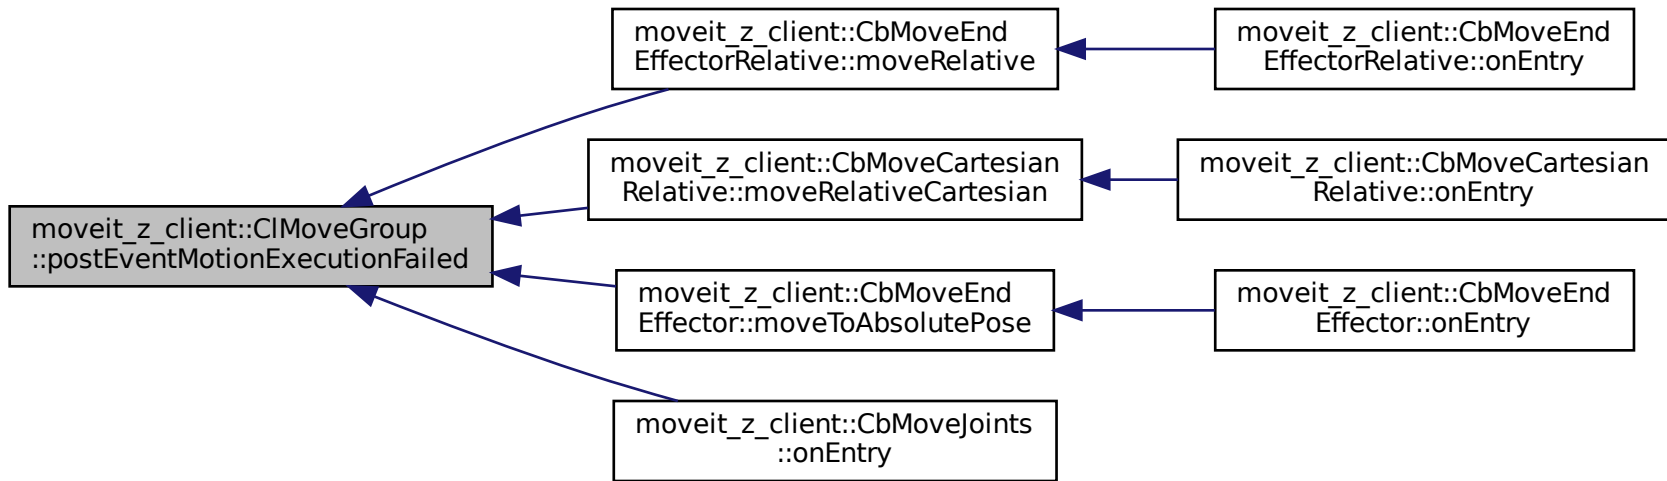 moveit_z_client::CbMoveEnd
EffectorRelative::moveRelative
moveit_z_client::CbMoveEnd
EffectorRelative::onEntry
moveit_z_client::CbMoveCartesian
Relative::moveRelativeCartesian
moveit_z_client::CbMoveCartesian
Relative::onEntry
moveit_z_client::ClMoveGroup
::postEventMotionExecutionFailed
moveit_z_client::CbMoveEnd
Effector::moveToAbsolutePose
moveit_z_client::CbMoveEnd
Effector::onEntry
moveit_z_client::CbMoveJoints
::onEntry